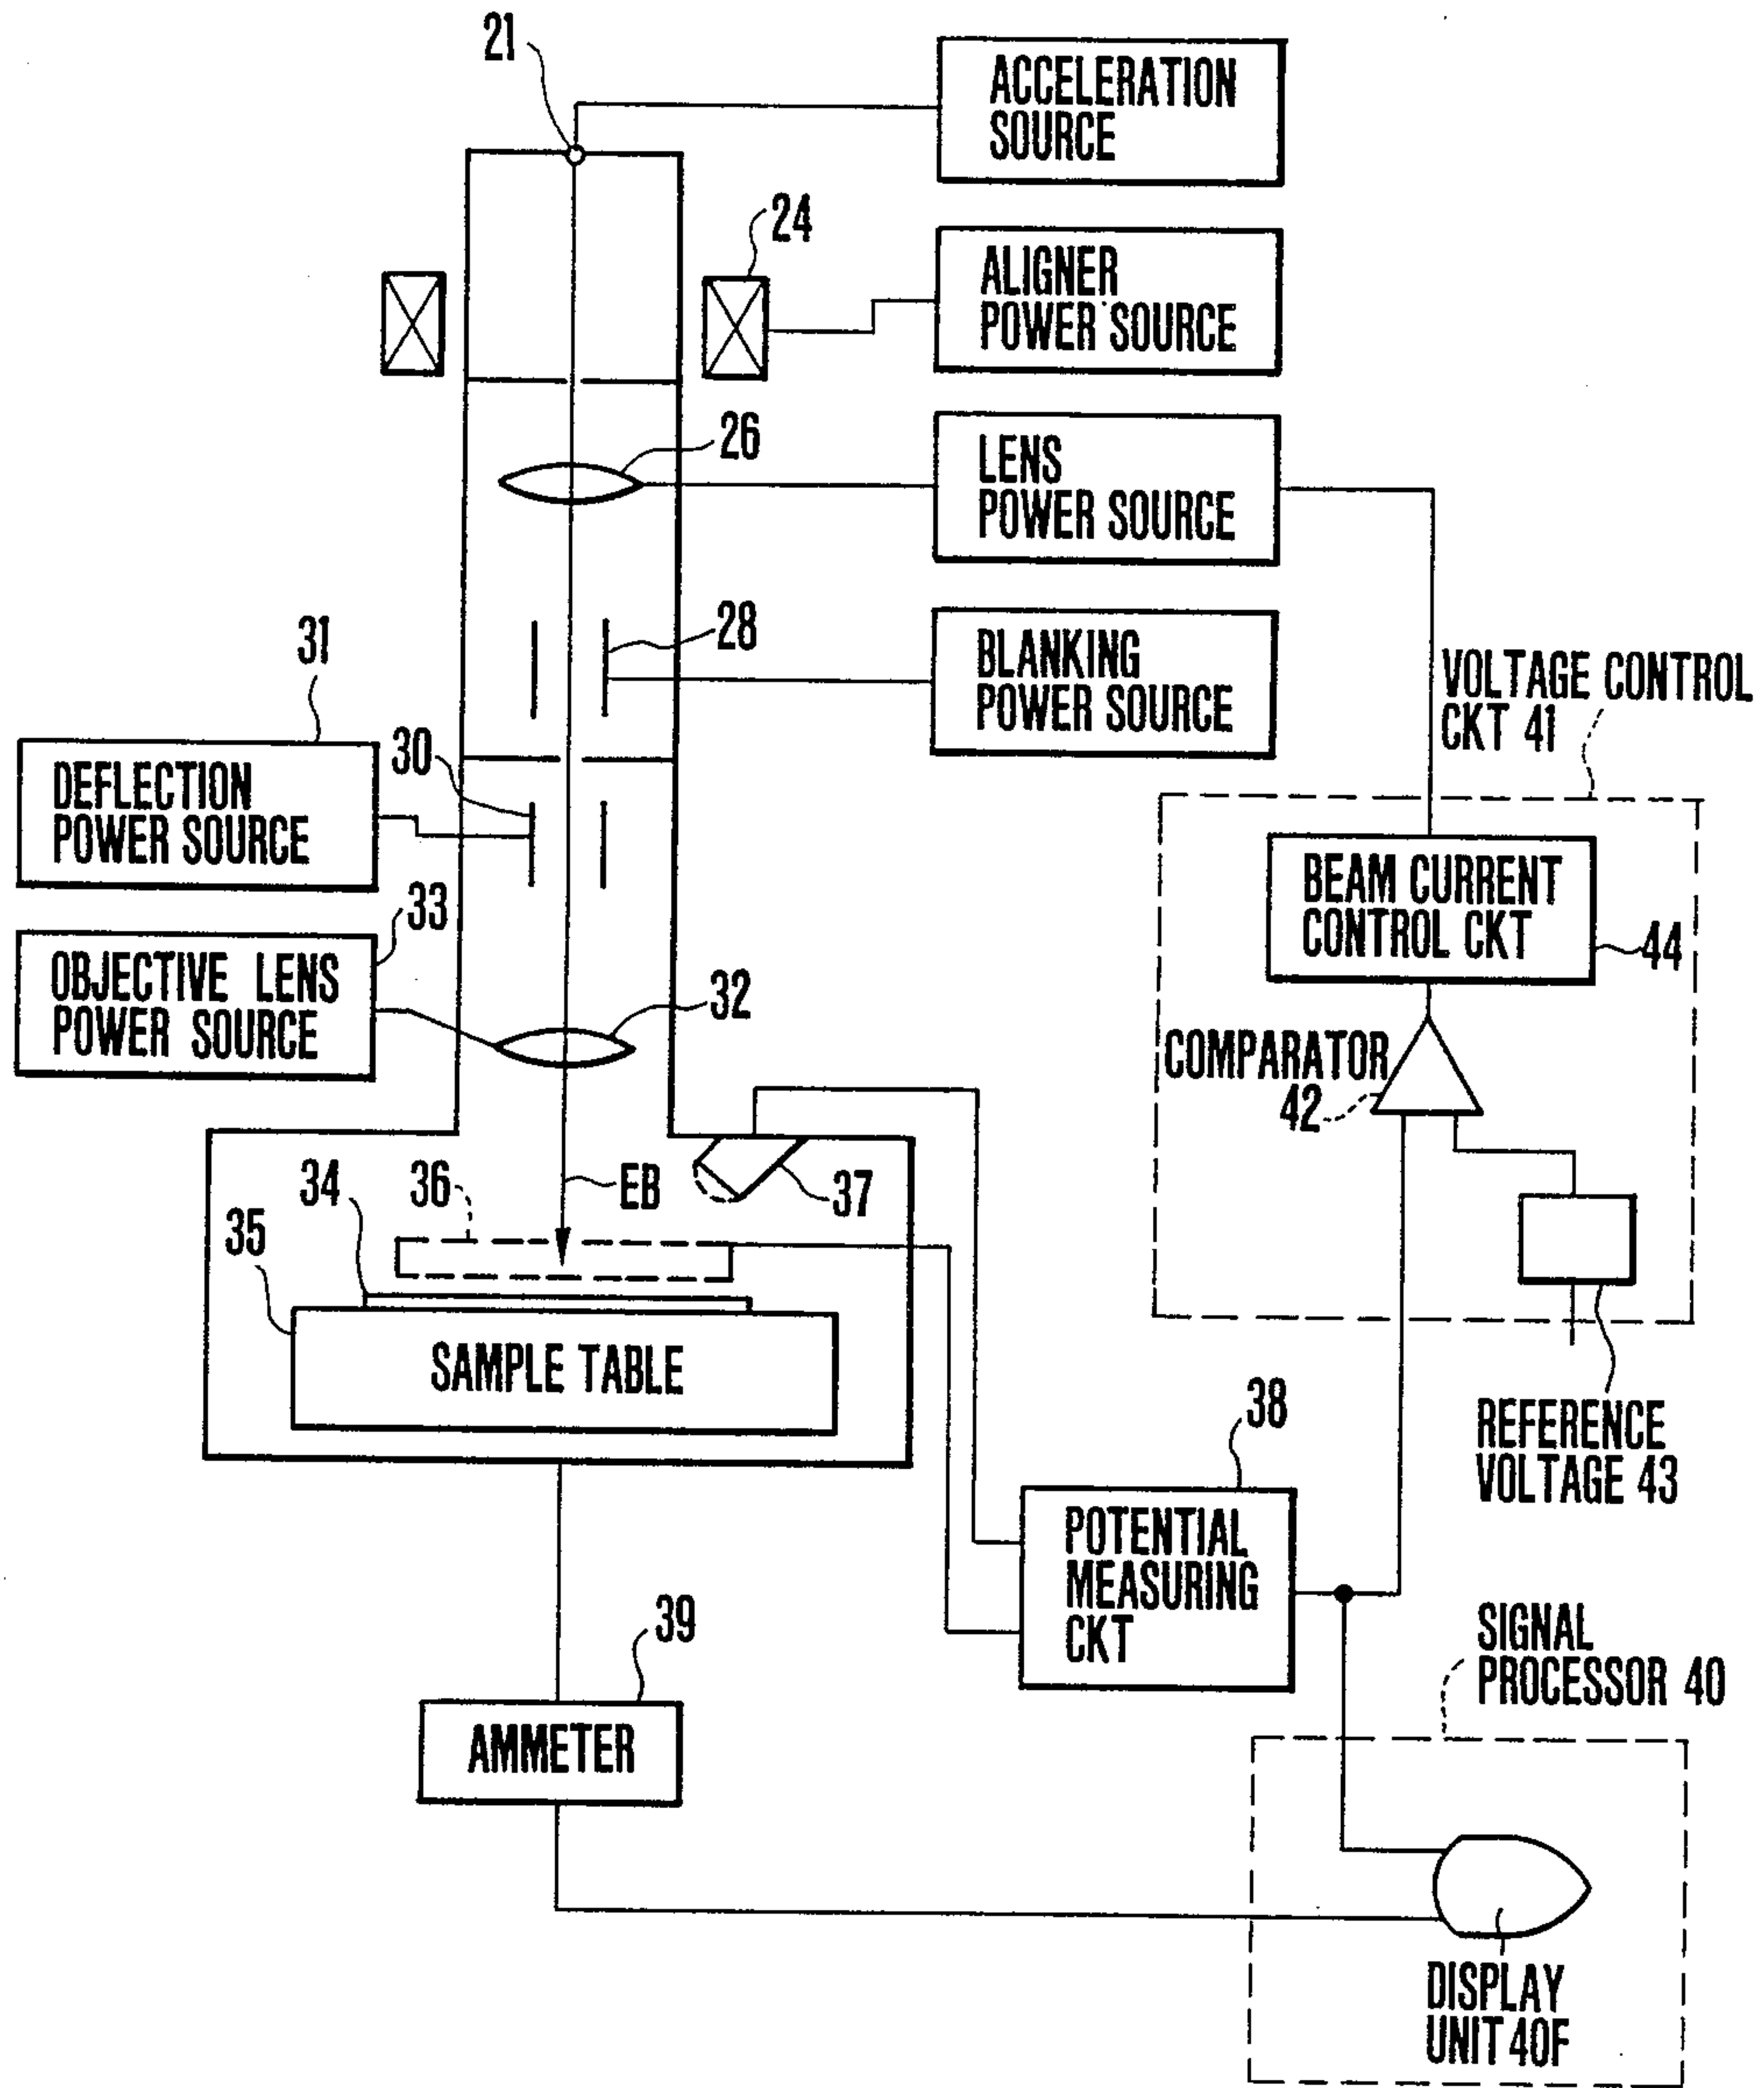 21
ACCELERATION
SOURCE
24
ALIGNER
POWER SOURCE
26
LENS
POWER SOURCE
28
BLANKING
POWER SOURCE
31
DEFLECTION
POWER SOURCE
30
VOLTAGE CONTROL
CKT 41
33
OBJECTIVE LENS
POWER SOURCE
32
BEAM CURRENT
CONTROL CKT
44
COMPARATOR
42
34
36
EB
37
35
SAMPLE TABLE
REFERENCE
VOLTAGE 43
38
POTENTIAL
MEASURING
CKT
39
AMMETER
SIGNAL
PROCESSOR 40
DISPLAY
UNIT 40F